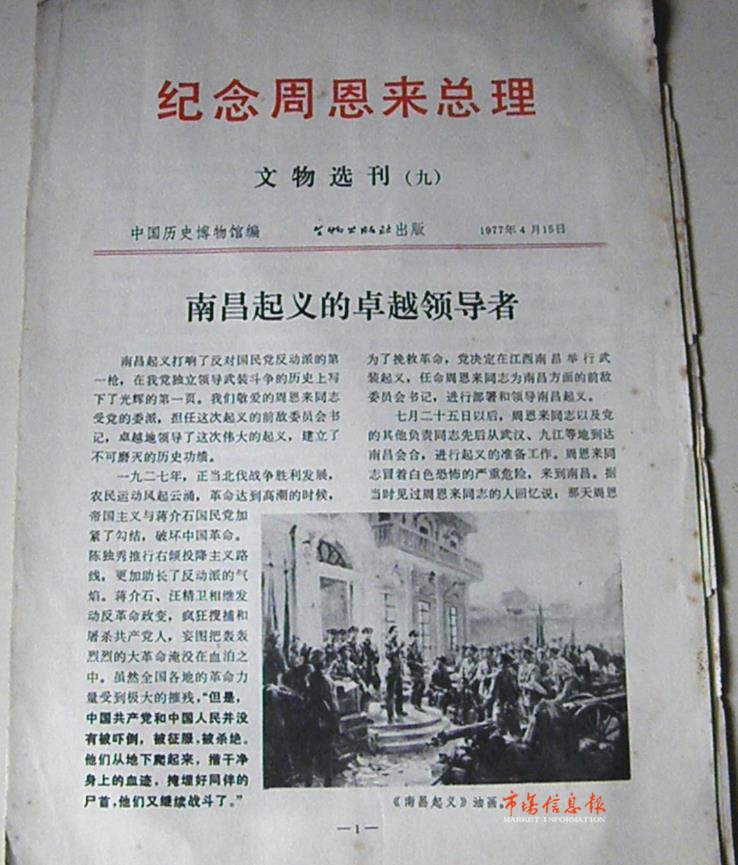 纪念周恩来总理
文物选刊（九）
中国历史博物馆编 文物出版社出版 1977年4月15日
南昌起义的卓越领导者
南昌起义打响了反对国民党反动派的第
一枪，在我党独立领导武装斗争的历史上写
下了光辉的第一页。我们敬爱的周恩来同志
受党的委派，担任这次起义的前敌委员会书
记，卓越地领导了这次伟大的起义，建立了
不可磨灭的历史功绩。
一九二七年，正当北伐战争胜利发展，
农民运动风起云涌，革命达到高潮的时候，
帝国主义与蒋介石国民党加
紧了勾结，破坏中国革命。
陈独秀推行右倾投降主义路
线，更加助长了反动派的气
焰。蒋介石、汪精卫相继发
动反革命政变，疯狂搜捕和
屠杀共产党人，妄图把轰轰
烈烈的大革命淹没在血泊之
中。虽然全国各地的革命力
量受到极大的摧残，“但是，
中国共产党和中国人民并没
有被吓倒，被征服，被杀绝。
他们从地下爬起来，揩干净
身上的血迹，掩埋好同伴的
尸首，他们又继续战斗了。”
为了挽救革命，党决定在江西南昌举行武
装起义，任命周恩来同志为南昌方面的前敌
委员会书记，进行部署和领导南昌起义。
七月二十五日以后，周恩来同志以及党
的其他负责同志先后从武汉、九江等地到达
南昌会合，进行起义的准备工作。周恩来同
志冒着白色恐怖的严重危险，来到南昌。据
当时见过周恩来同志的人回忆说：那天周恩
《南昌起义》油画。
市场信息報
MARKET INFORMATION
—1—